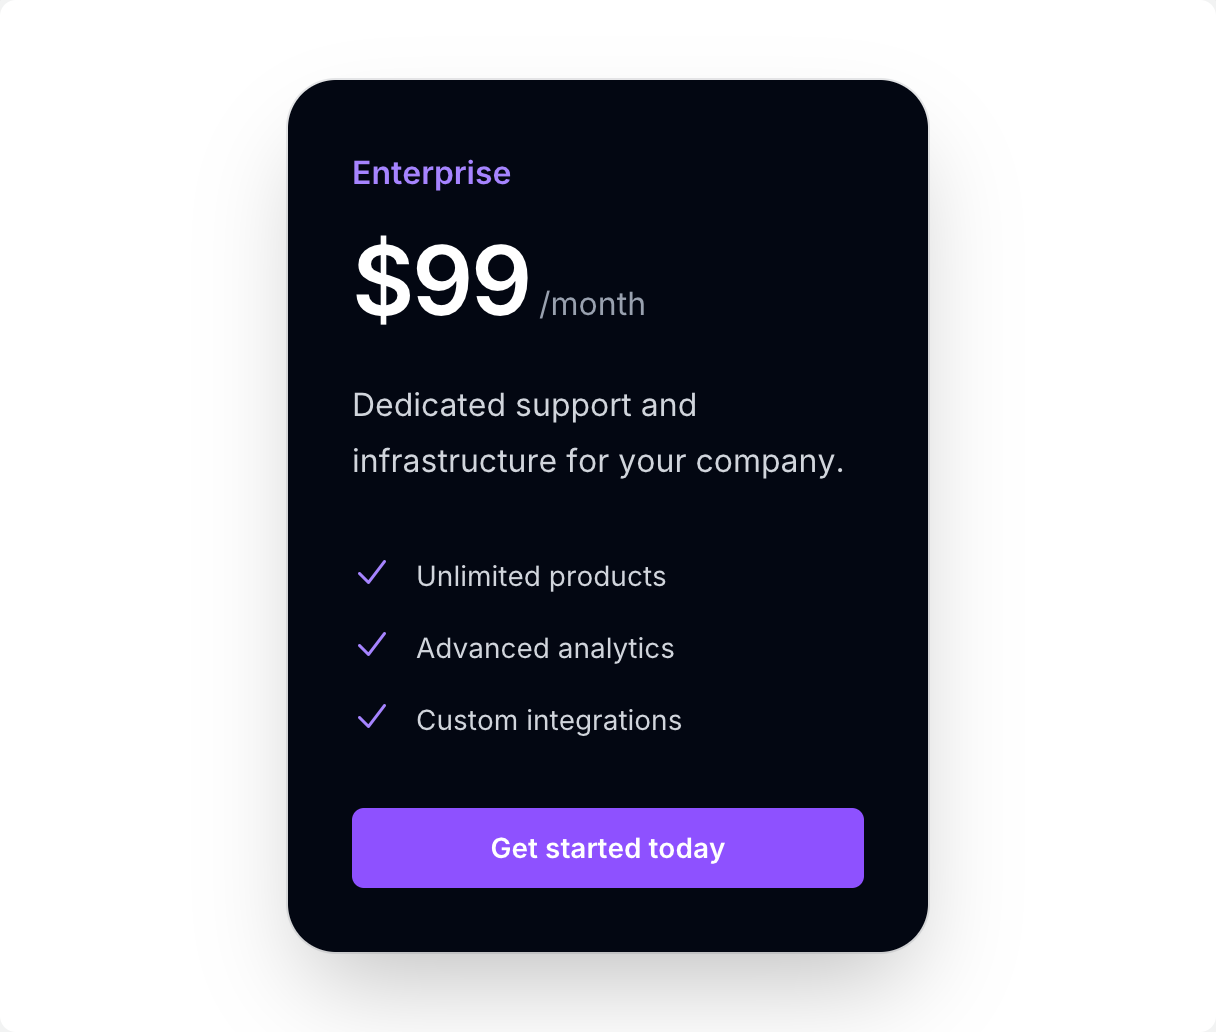 Enterprise
$99 /month
Dedicated support and
infrastructure for your company.
Unlimited products
Advanced analytics
Custom integrations
Get started today